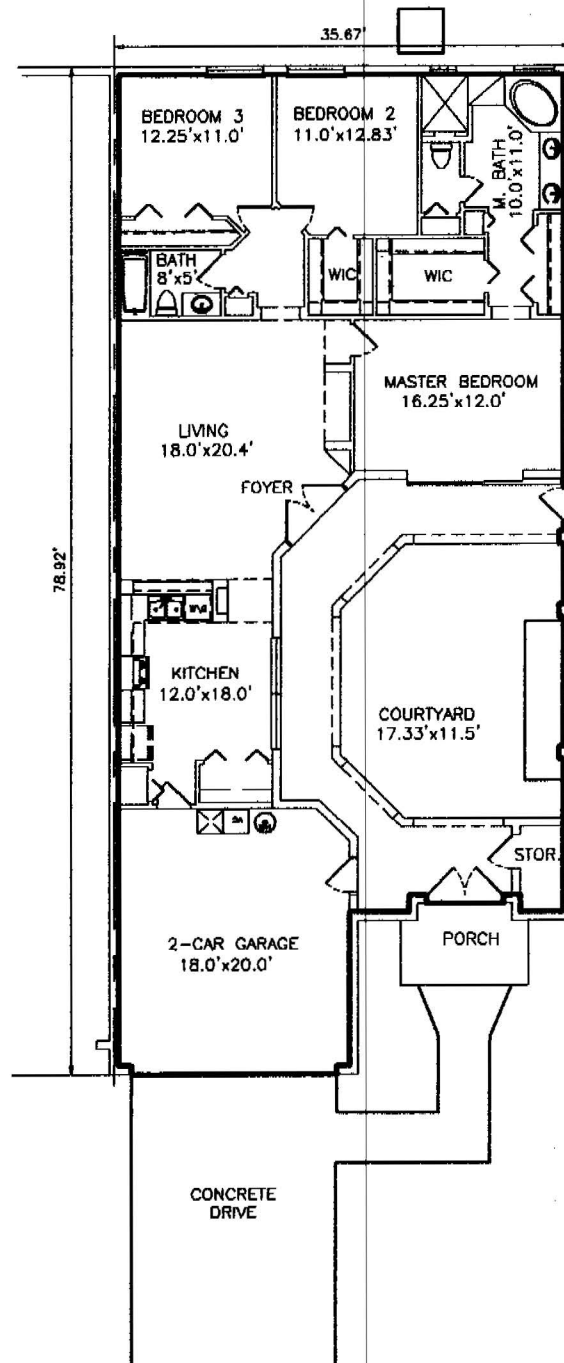 35.67'
BEDROOM 3
12.25'x11.0'
BEDROOM 2
11.0'x12.83'
M. BATH
10.0'x11.0'
BATH
8'x5'
WIC
WIC
MASTER BEDROOM
16.25'x12.0'
LIVING
18.0'x20.4'
FOYER
78.92'
KITCHEN
12.0'x18.0'
COURTYARD
17.33'x11.5'
STOR.
2-CAR GARAGE
18.0'x20.0'
PORCH
CONCRETE
DRIVE